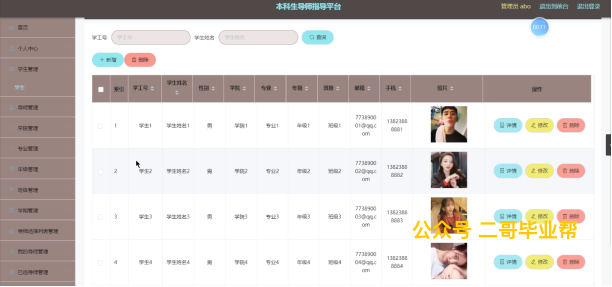 本科生导师指导平台
管理员 abo 退出到前台 退出登录
00:11
首页
个人中心
学生管理
学生
导师管理
学院管理
专业管理
年级管理
班级管理
学期管理
导师选择列表管理
我的导师管理
已选导师管理
学工号 学工号 学生姓名 学生姓名 查询
+ 新增 删除
索引 学工号 学生姓名 性别 学院 专业 年级 班级 邮箱 手机 照片 操作
1 学生1 学生姓名1 男 学院1 专业1 年级1 班级1 773890001@qq.com 13823888881 详情 修改 删除
2 学生2 学生姓名2 男 学院2 专业2 年级2 班级2 773890002@qq.com 13823888882 详情 修改 删除
3 学生3 学生姓名3 男 学院3 专业3 年级3 班级3 773890003@qq.com 13823888883 详情 修改 删除
4 学生4 学生姓名4 男 学院4 专业4 年级4 班级4 773890004@qq.com 13823888884 详情 修改 删除
公众号 二哥毕业帮